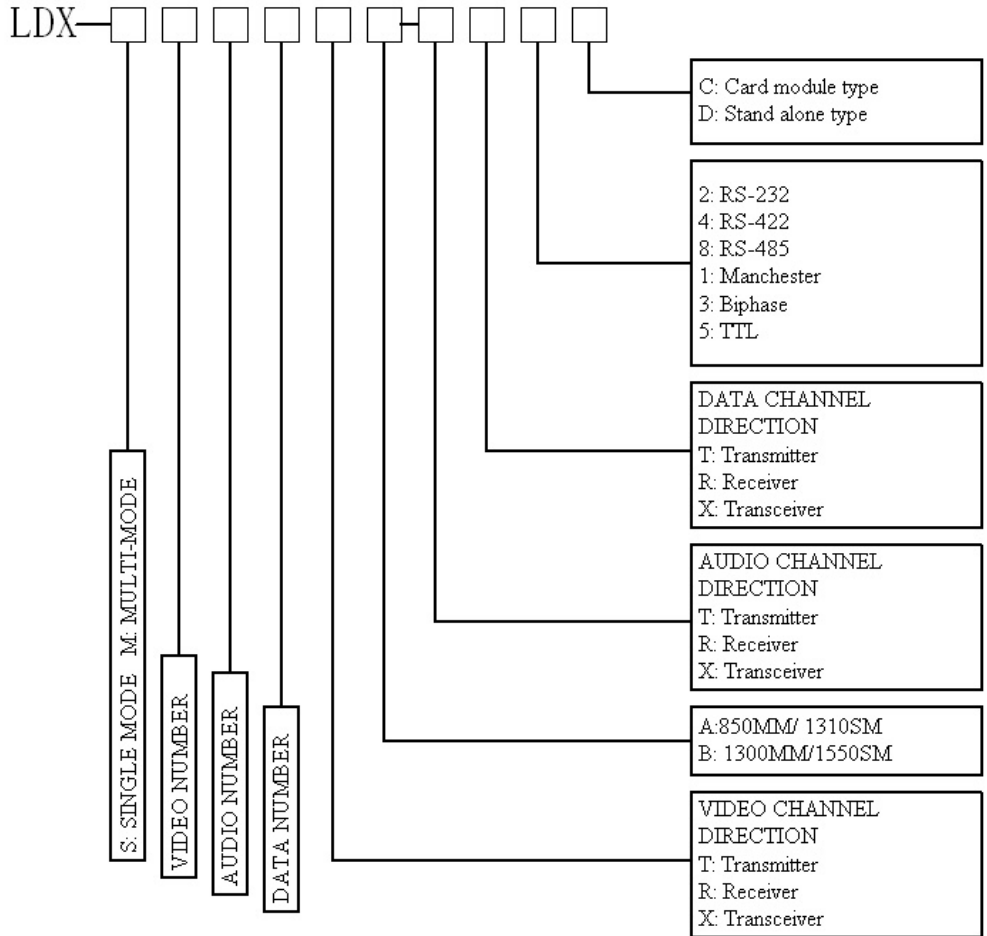 LDX
C: Card module type
D: Stand alone type
2: RS-232
4: RS-422
8: RS-485
1: Manchester
3: Biphase
5: TTL
DATA CHANNEL
DIRECTION
T: Transmitter
R: Receiver
X: Transceiver
AUDIO CHANNEL
DIRECTION
T: Transmitter
R: Receiver
X: Transceiver
A:850MM/ 1310SM
B: 1300MM/1550SM
VIDEO CHANNEL
DIRECTION
T: Transmitter
R: Receiver
X: Transceiver
S: SINGLE MODE M: MULTI-MODE
VIDEO NUMBER
AUDIO NUMBER
DATA NUMBER